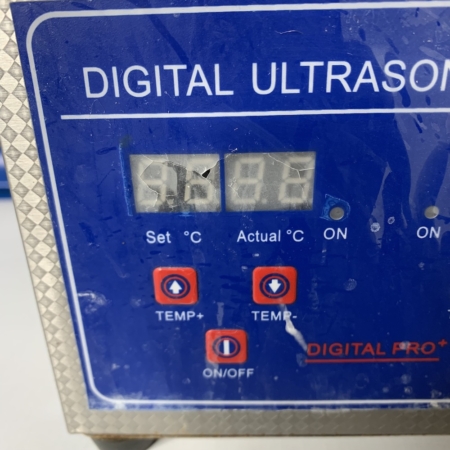 DIGITAL ULTRASON
Set °C Actual °C ON ON
TEMP+ TEMP-
ON/OFF
DIGITAL PRO+